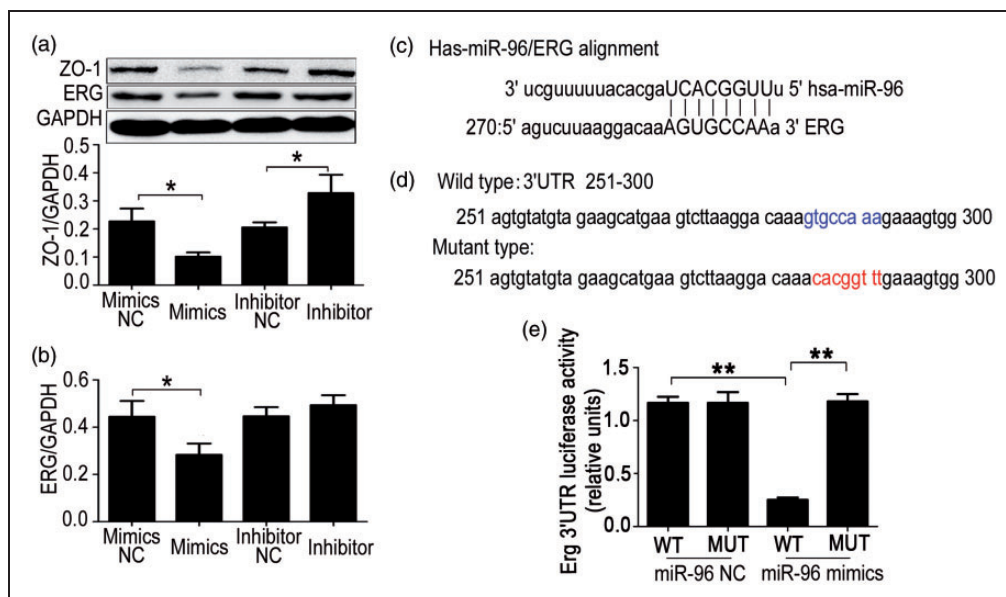 (a)
ZO-1
ERG
GAPDH
ZO-1/GAPDH
0.4
0.3
0.2
0.1
0.0
Mimics NC
Mimics
Inhibitor NC
Inhibitor
*
*
(b)
ERG/GAPDH
0.6
0.4
0.2
0.0
Mimics NC
Mimics
Inhibitor NC
Inhibitor
*
(c) Has-miR-96/ERG alignment
3' ucguuuuuacacgaUCACGGUUu 5' hsa-miR-96
270:5' agucuuaaggacaaAGUGCCAAa 3' ERG
(d) Wild type:3'UTR 251-300
251 agtgtatgta gaagcatgaa gtcttaagga caaagtgcca aagaaagtgg 300
Mutant type:
251 agtgtatgta gaagcatgaa gtcttaagga caaacacggt ttgaaagtgg 300
(e)
Erg 3'UTR luciferase activity
(relative units)
1.5
1.0
0.5
0.0
**
**
WT MUT WT MUT
miR-96 NC miR-96 mimics